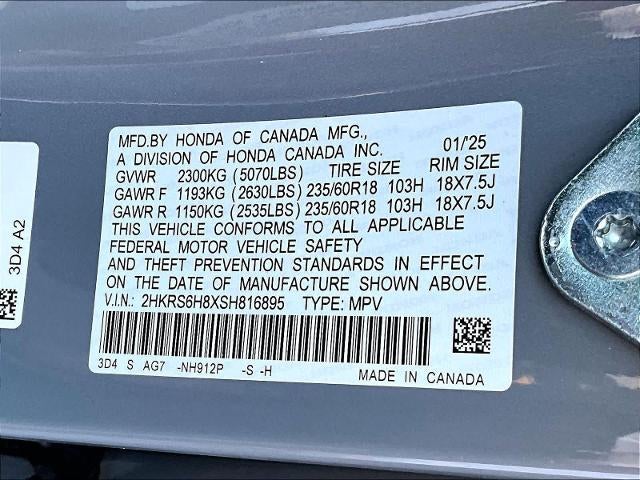 MFD.BY HONDA OF CANADA MFG.,
A DIVISION OF HONDA CANADA INC. 01/25
GVWR 2300KG (5070LBS) TIRE SIZE RIM SIZE
GAWR F 1193KG (2630LBS) 235/60R18 103H 18X7.5J
GAWR R 1150KG (2535LBS) 235/60R18 103H 18X7.5J
THIS VEHICLE CONFORMS TO ALL APPLICABLE
FEDERAL MOTOR VEHICLE SAFETY
AND THEFT PREVENTION STANDARDS IN EFFECT
ON THE DATE OF MANUFACTURE SHOWN ABOVE.
V.I.N.: 2HKRS6H8XSH816895 TYPE: MPV
3D4 S AG7 -NH912P -S -H MADE IN CANADA
3D4 A2